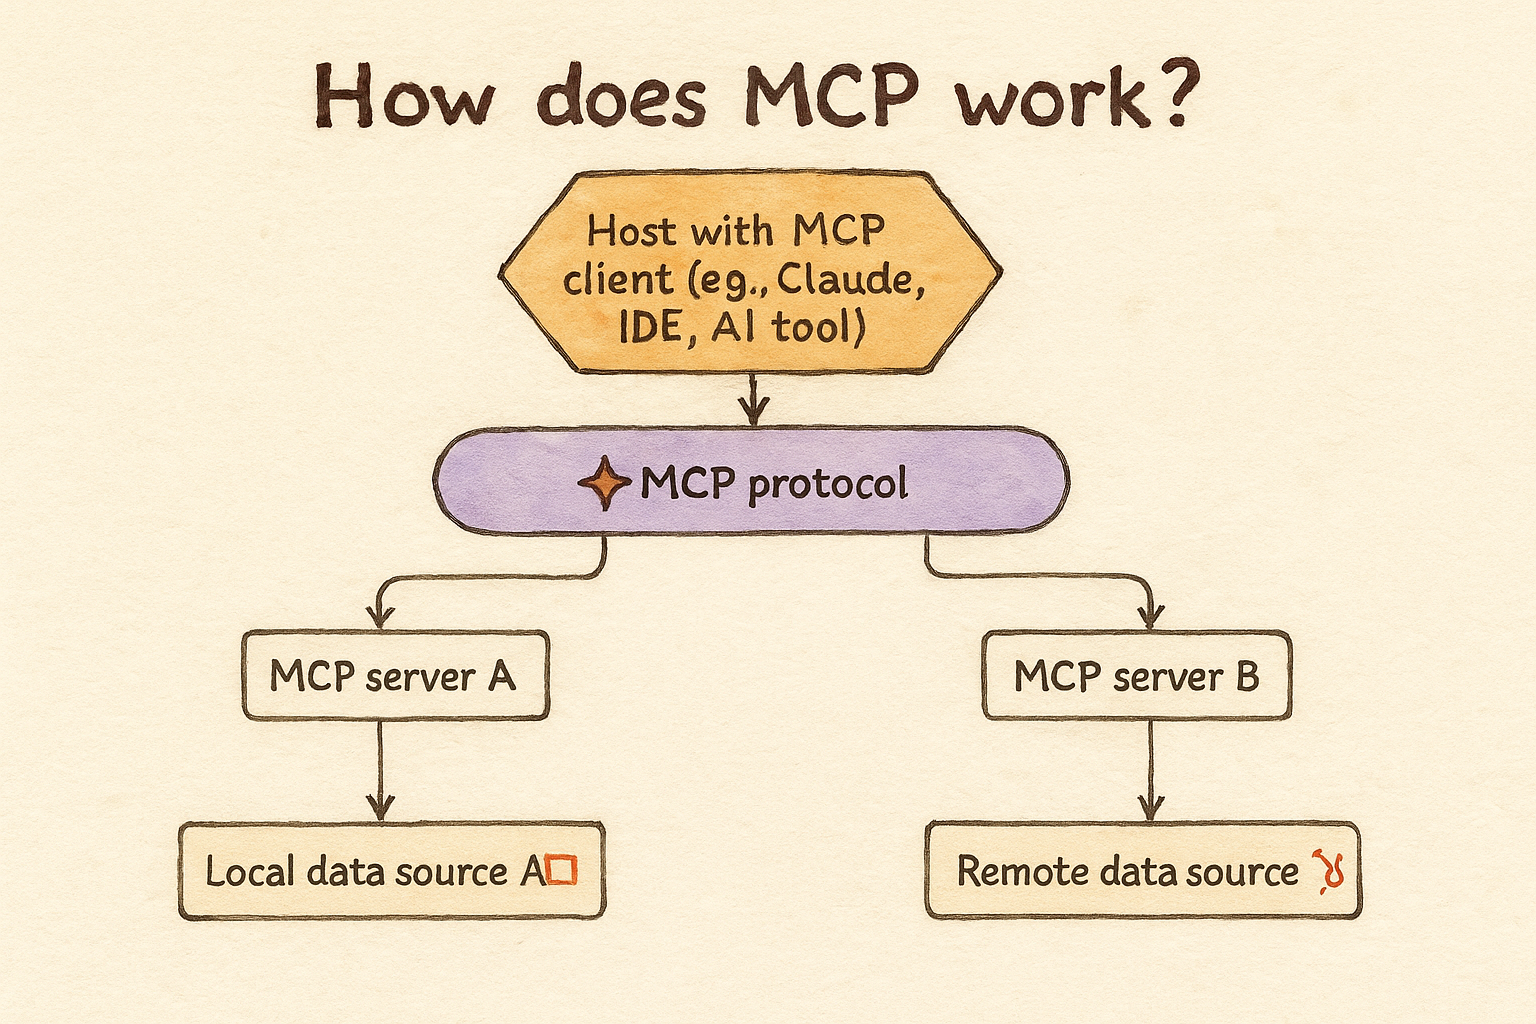 How does MCP work?
Host with MCP
client (eg., Claude,
IDE, AI tool)
MCP protocol
MCP server A
MCP server B
Local data source A
Remote data source